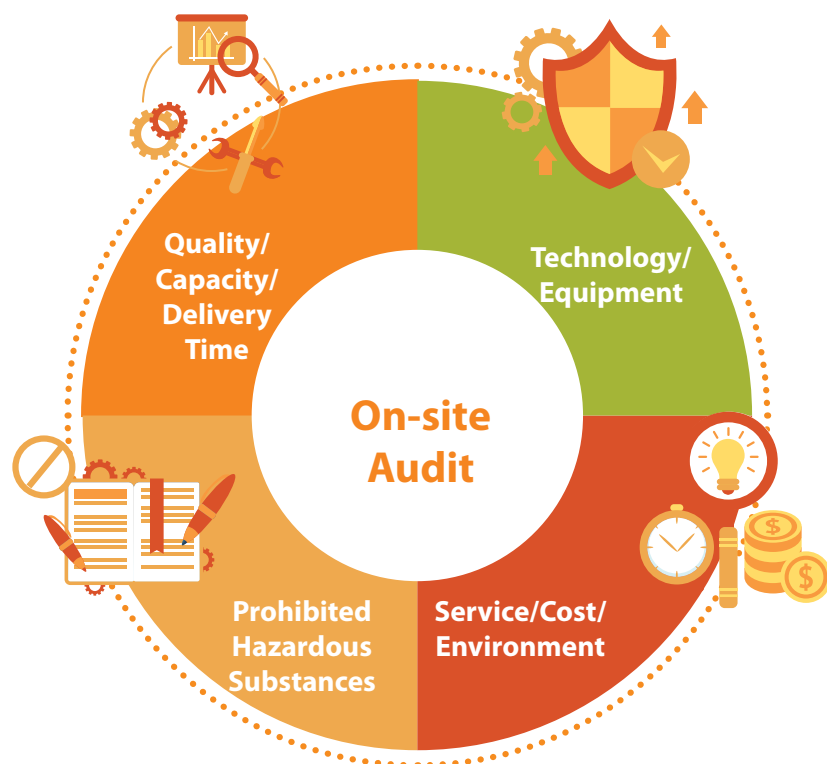 Quality/
Capacity/
Delivery
Time
Technology/
Equipment
On-site
Audit
Prohibited
Hazardous
Substances
Service/Cost/
Environment
$
$